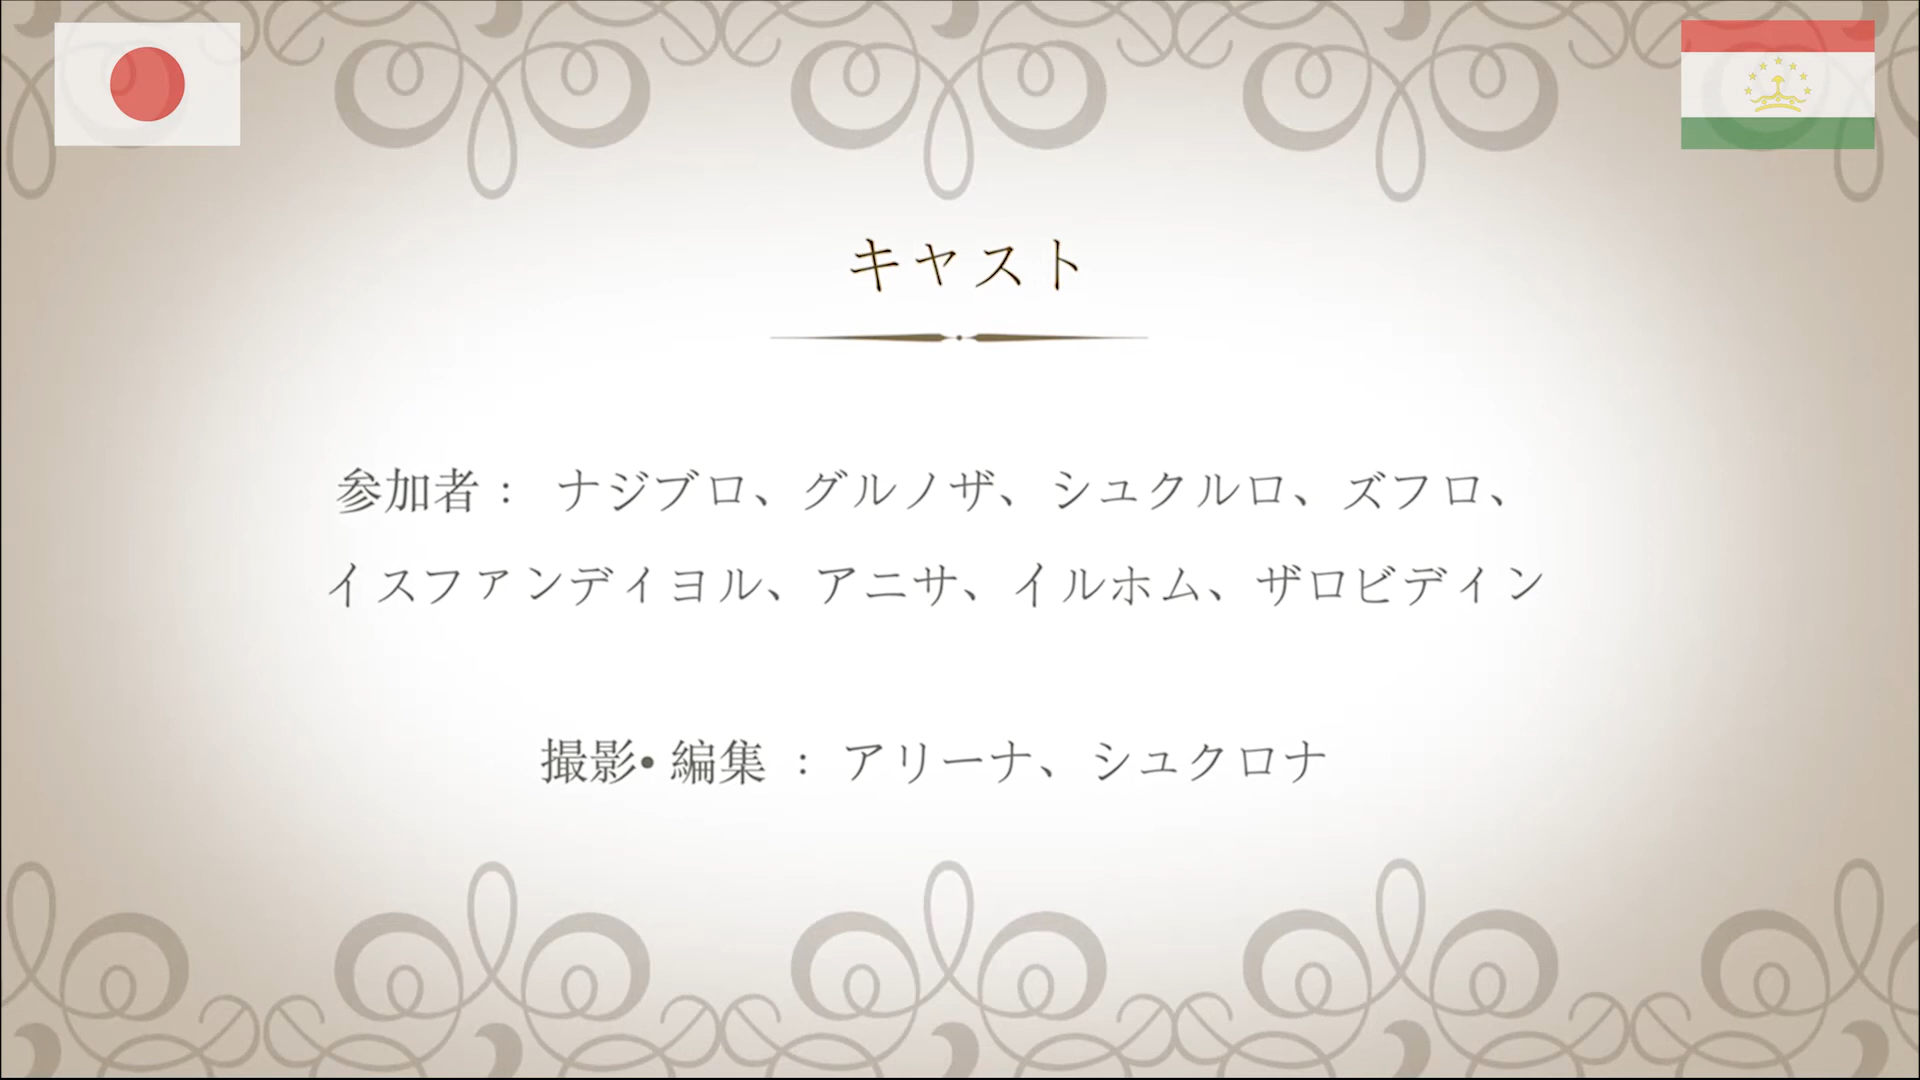 キャスト
参加者： ナジブロ、グルノザ、シュクルロ、ズフロ、
イスファンディヨル、アニサ、イルホム、ザロビデイン
撮影• 編集 ： アリーナ、シュクロナ